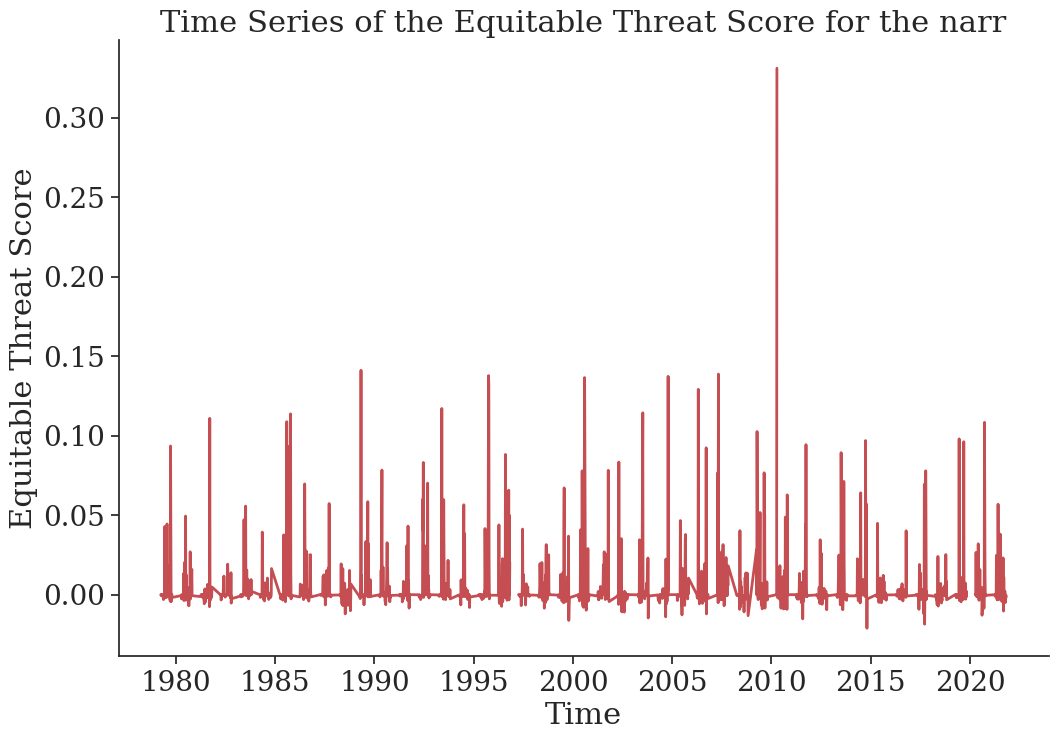 Time Series of the Equitable Threat Score for the narr
Equitable Threat Score
0.30
0.25
0.20
0.15
0.10
0.05
0.00
1980 1985 1990 1995 2000 2005 2010 2015 2020
Time